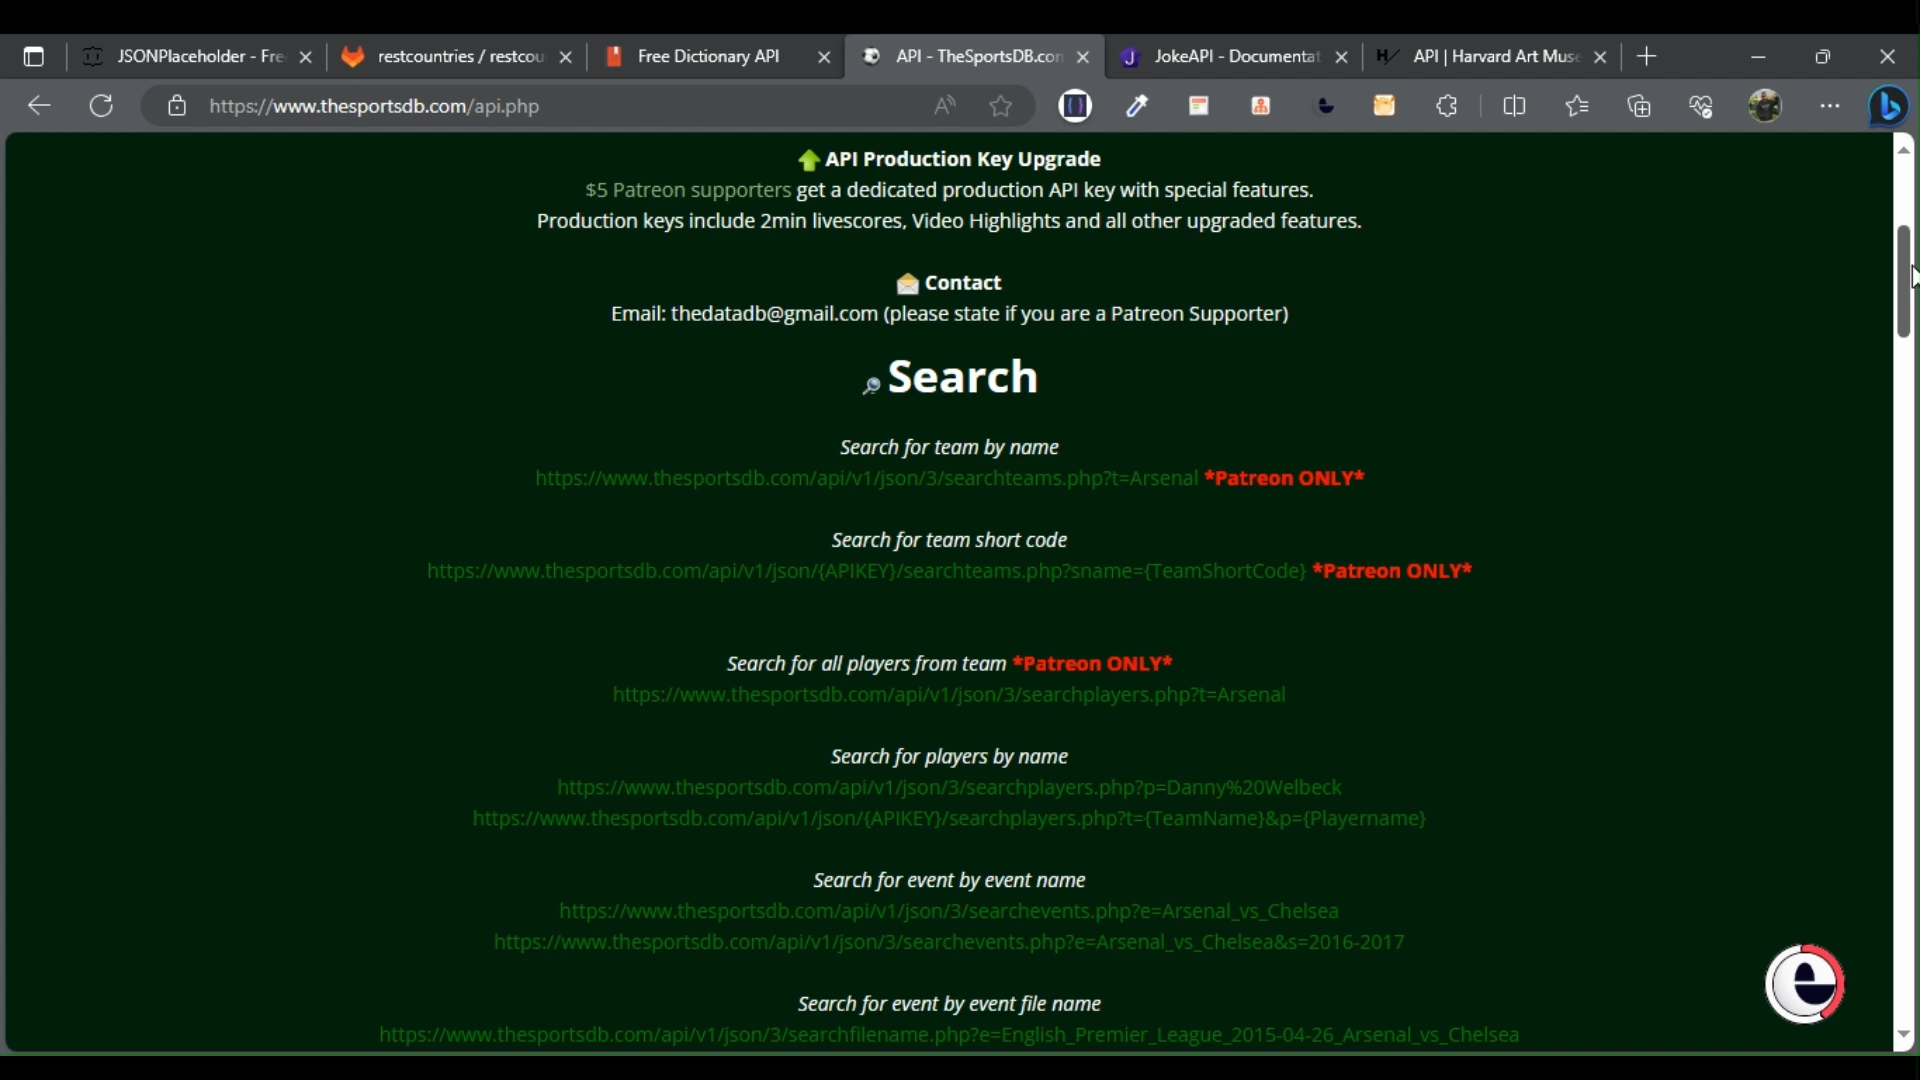 JSONPlaceholder - Fre
restcountries / restcou
Free Dictionary API
API - TheSportsDB.con
JokeAPI - Documentat
API | Harvard Art Muse
https://www.thesportsdb.com/api.php
API Production Key Upgrade
$5 Patreon supporters get a dedicated production API key with special features.
Production keys include 2min livescores, Video Highlights and all other upgraded features.
Contact
Email: thedatadb@gmail.com (please state if you are a Patreon Supporter)
Search
Search for team by name
https://www.thesportsdb.com/api/v1/json/3/searchteams.php?t=Arsenal *Patreon ONLY*
Search for team short code
https://www.thesportsdb.com/api/v1/json/{APIKEY}/searchteams.php?sname={TeamShortCode} *Patreon ONLY*
Search for all players from team *Patreon ONLY*
https://www.thesportsdb.com/api/v1/json/3/searchplayers.php?t=Arsenal
Search for players by name
https://www.thesportsdb.com/api/v1/json/3/searchplayers.php?p=Danny%20Welbeck
https://www.thesportsdb.com/api/v1/json/{APIKEY}/searchplayers.php?t={TeamName}&p={Playername}
Search for event by event name
https://www.thesportsdb.com/api/v1/json/3/searchevents.php?e=Arsenal_vs_Chelsea
https://www.thesportsdb.com/api/v1/json/3/searchevents.php?e=Arsenal_vs_Chelsea&s=2016-2017
Search for event by event file name
https://www.thesportsdb.com/api/v1/json/3/searchfilename.php?e=English_Premier_League_2015-04-26_Arsenal_vs_Chelsea